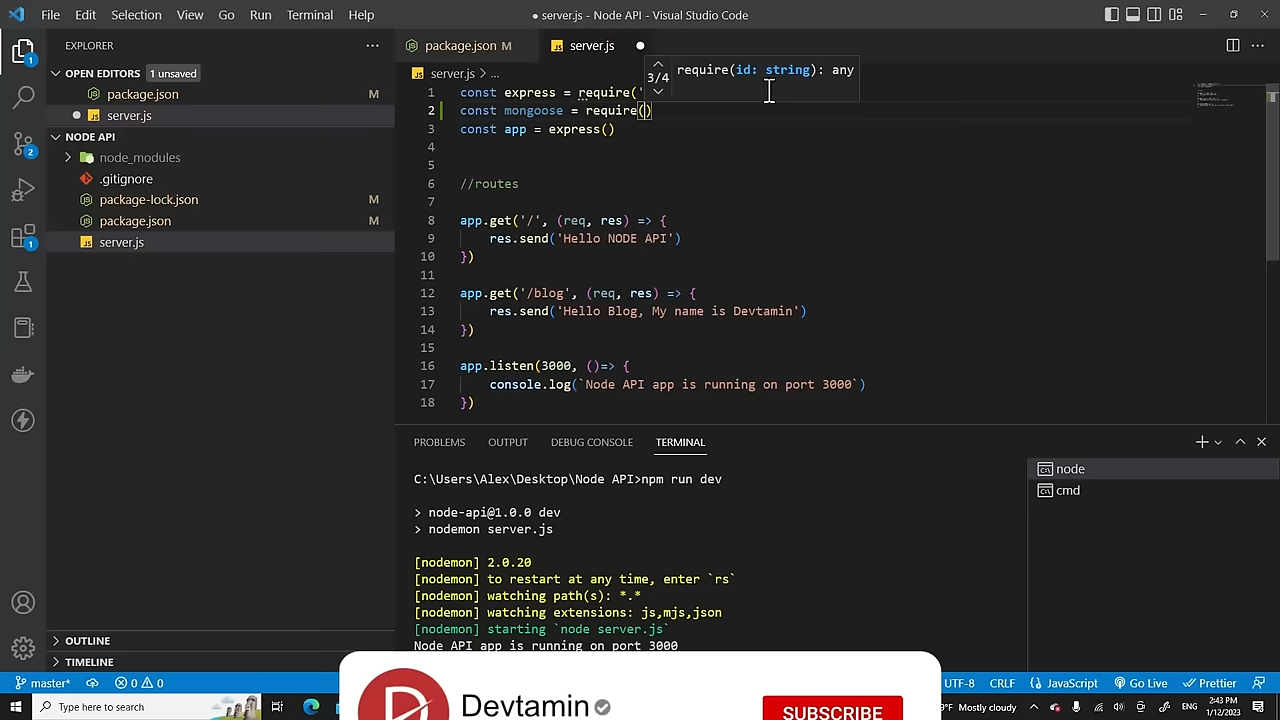 File Edit Selection View Go Run Terminal Help
● server.js - Node API - Visual Studio Code
EXPLORER
OPEN EDITORS 1 unsaved
package.json M
server.js
NODE API
node_modules
.gitignore
package-lock.json M
package.json M
server.js
OUTLINE
TIMELINE
1
2
1
package.json M
server.js
server.js > ...
3/4
require(id: string): any
1 const express = require('
2 const mongoose = require()
3 const app = express()
4
5
6 //routes
7
8 app.get('/', (req, res) => {
9 res.send('Hello NODE API')
10 })
11
12 app.get('/blog', (req, res) => {
13 res.send('Hello Blog, My name is Devtamin')
14 })
15
16 app.listen(3000, ()=> {
17 console.log(`Node API app is running on port 3000`)
18 })
PROBLEMS OUTPUT DEBUG CONSOLE TERMINAL
node
cmd
C:\Users\Alex\Desktop\Node API>npm run dev
> node-api@1.0.0 dev
> nodemon server.js
[nodemon] 2.0.20
[nodemon] to restart at any time, enter `rs`
[nodemon] watching path(s): *.*
[nodemon] watching extensions: js,mjs,json
[nodemon] starting `node server.js`
Node API app is running on port 3000
Devtamin
SUBSCRIBE
master* 0 0
UTF-8 CRLF {} JavaScript Go Live Prettier
Type here to search
Mostly cloudy
2:43 PM
1/12/2023